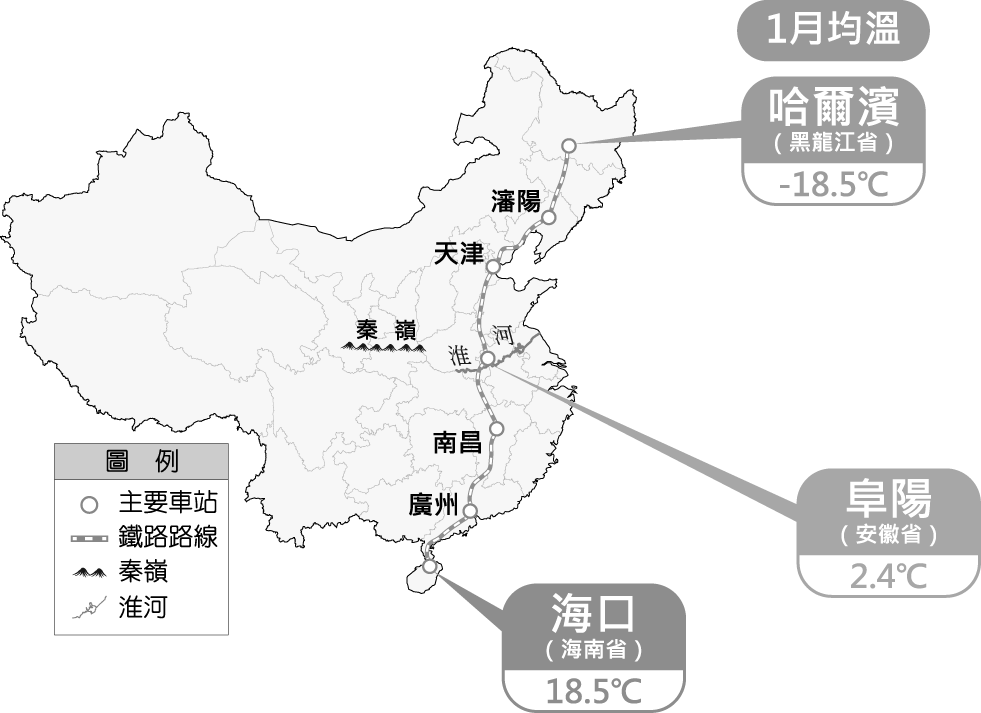 1月均溫
哈爾濱
(黑龍江省)
-18.5℃
瀋陽
天津
秦嶺
淮河
南昌
廣州
阜陽
(安徽省)
2.4℃
海口
(海南省)
18.5℃
圖 例
主要車站
鐵路路線
秦嶺
淮河